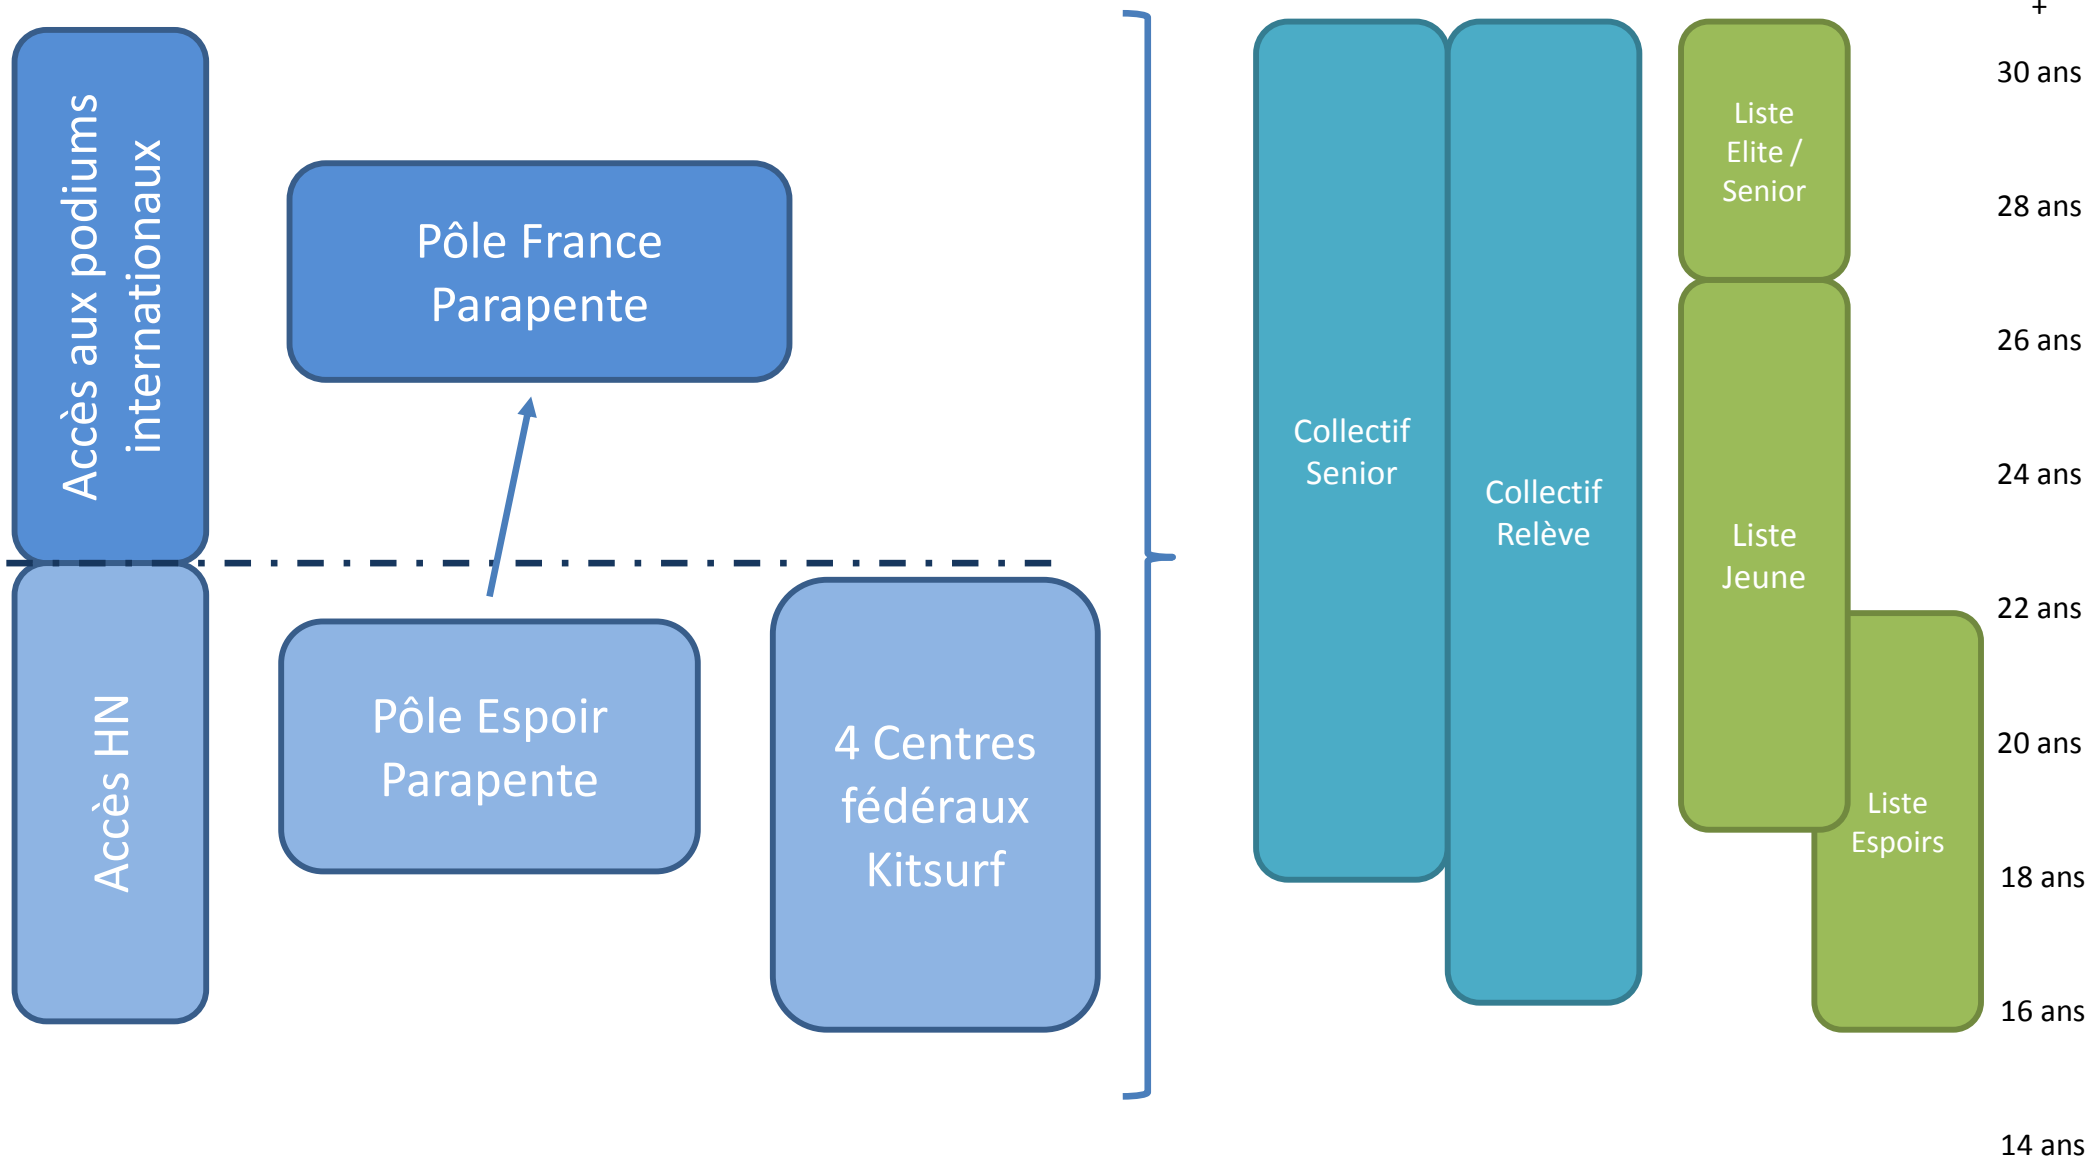 Accès aux podiums
internationaux
Accès HN
Pôle France
Parapente
Pôle Espoir
Parapente
4 Centres
fédéraux
Kitsurf
Collectif
Senior
Collectif
Relève
Liste
Elite /
Senior
Liste
Jeune
Liste
Espoirs
+
30 ans
28 ans
26 ans
24 ans
22 ans
20 ans
18 ans
16 ans
14 ans